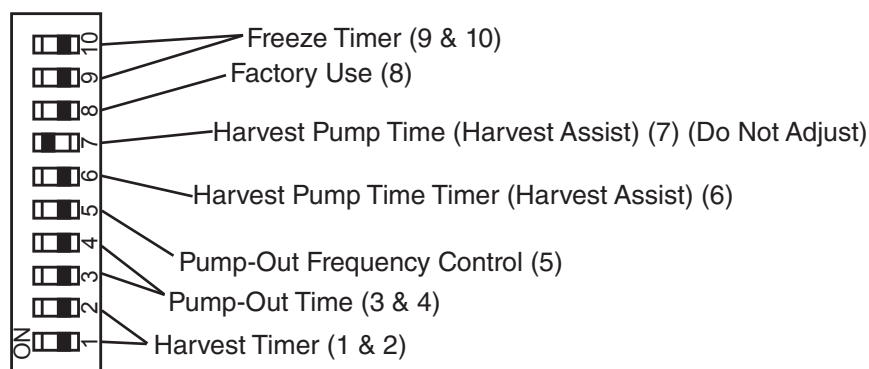 10
Freeze Timer (9 & 10)
9
Factory Use (8)
8
7
Harvest Pump Time (Harvest Assist) (7) (Do Not Adjust)
6
Harvest Pump Time Timer (Harvest Assist) (6)
5
4
Pump-Out Frequency Control (5)
3
Pump-Out Time (3 & 4)
2
ON
1
Harvest Timer (1 & 2)